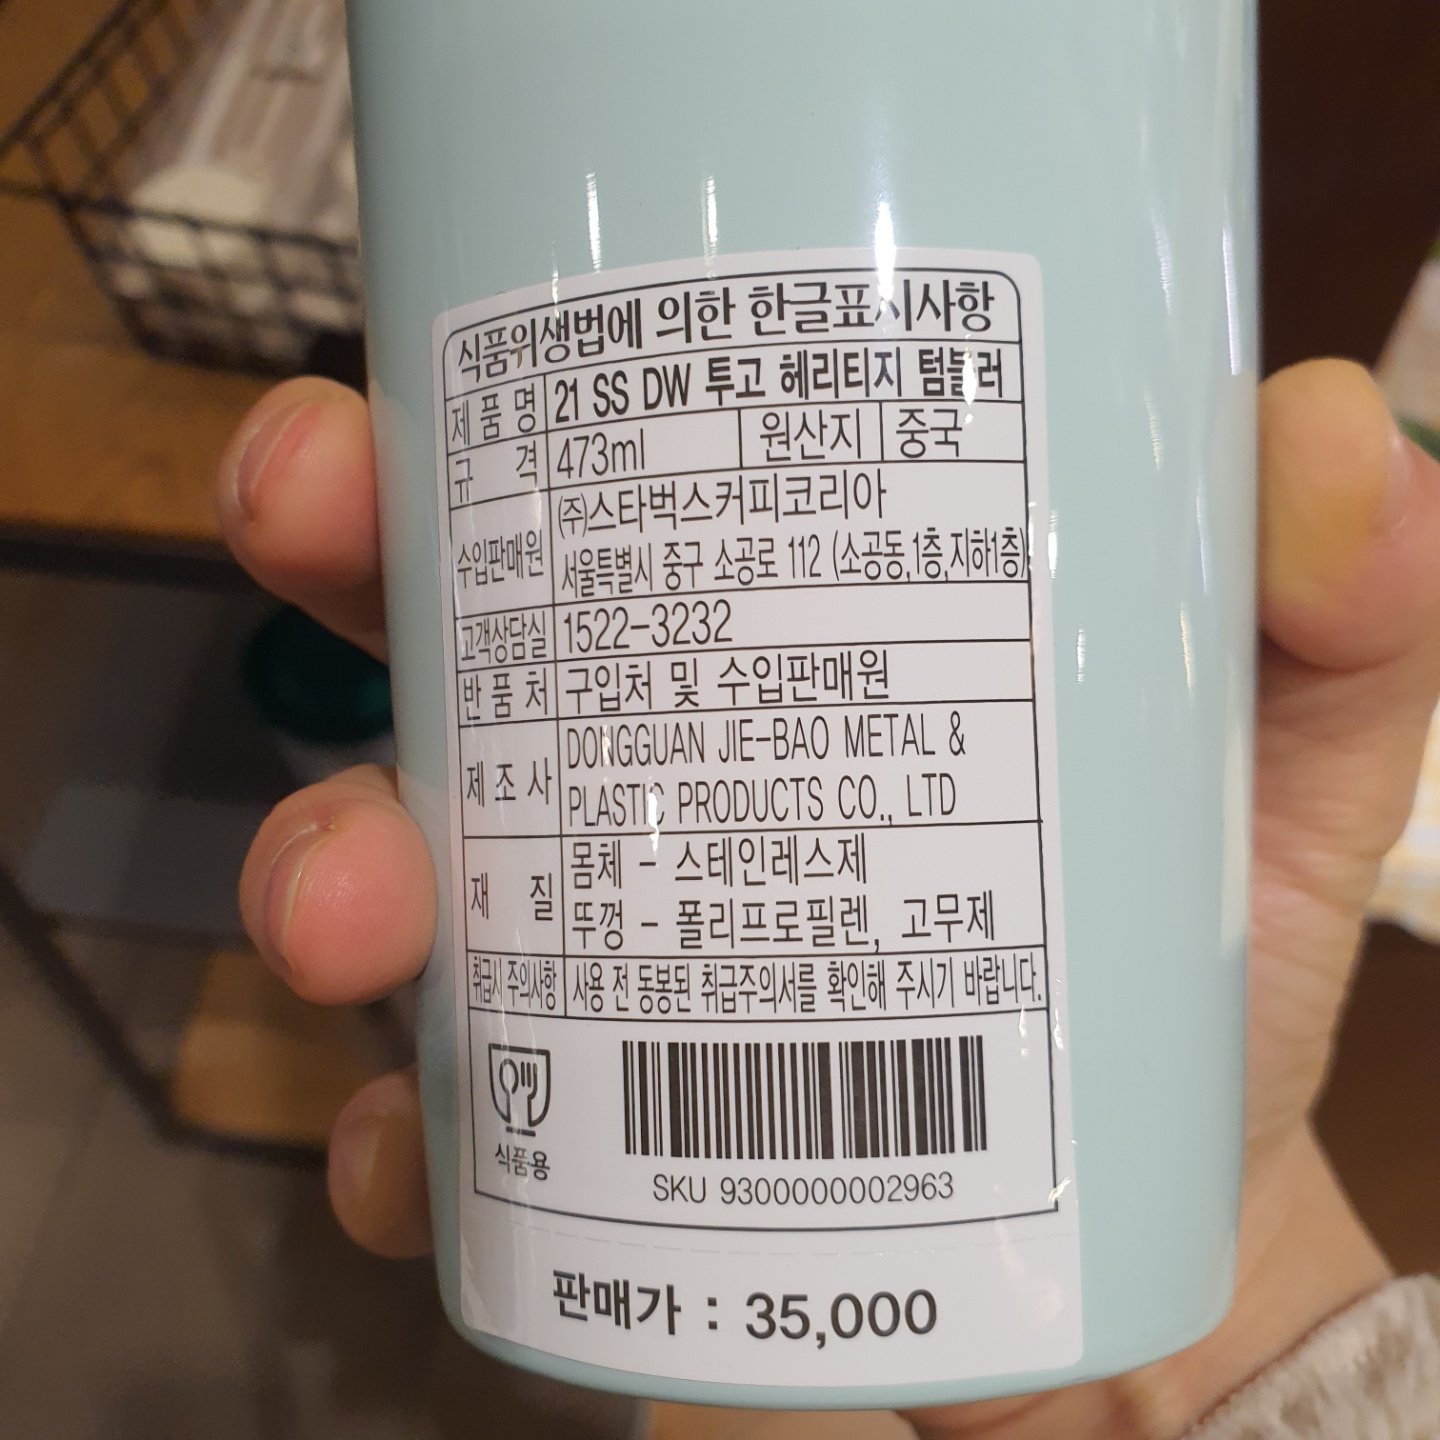 식품위생법에 의한 한글표시사항
제품명 21 SS DW 투고 헤리티지 텀블러
규격 473ml 원산지 중국
수입판매원 ㈜스타벅스커피코리아
서울특별시 중구 소공로 112 (소공동,1층,지하1층)
고객상담실 1522-3232
반품처 구입처 및 수입판매원
제조사 DONGGUAN JIE-BAO METAL &
PLASTIC PRODUCTS CO., LTD
재질 몸체 - 스테인레스제
뚜껑 - 폴리프로필렌, 고무제
취급시 주의사항 사용 전 동봉된 취급주의서를 확인해 주시기 바랍니다.
식품용
SKU 9300000002963
판매가 : 35,000